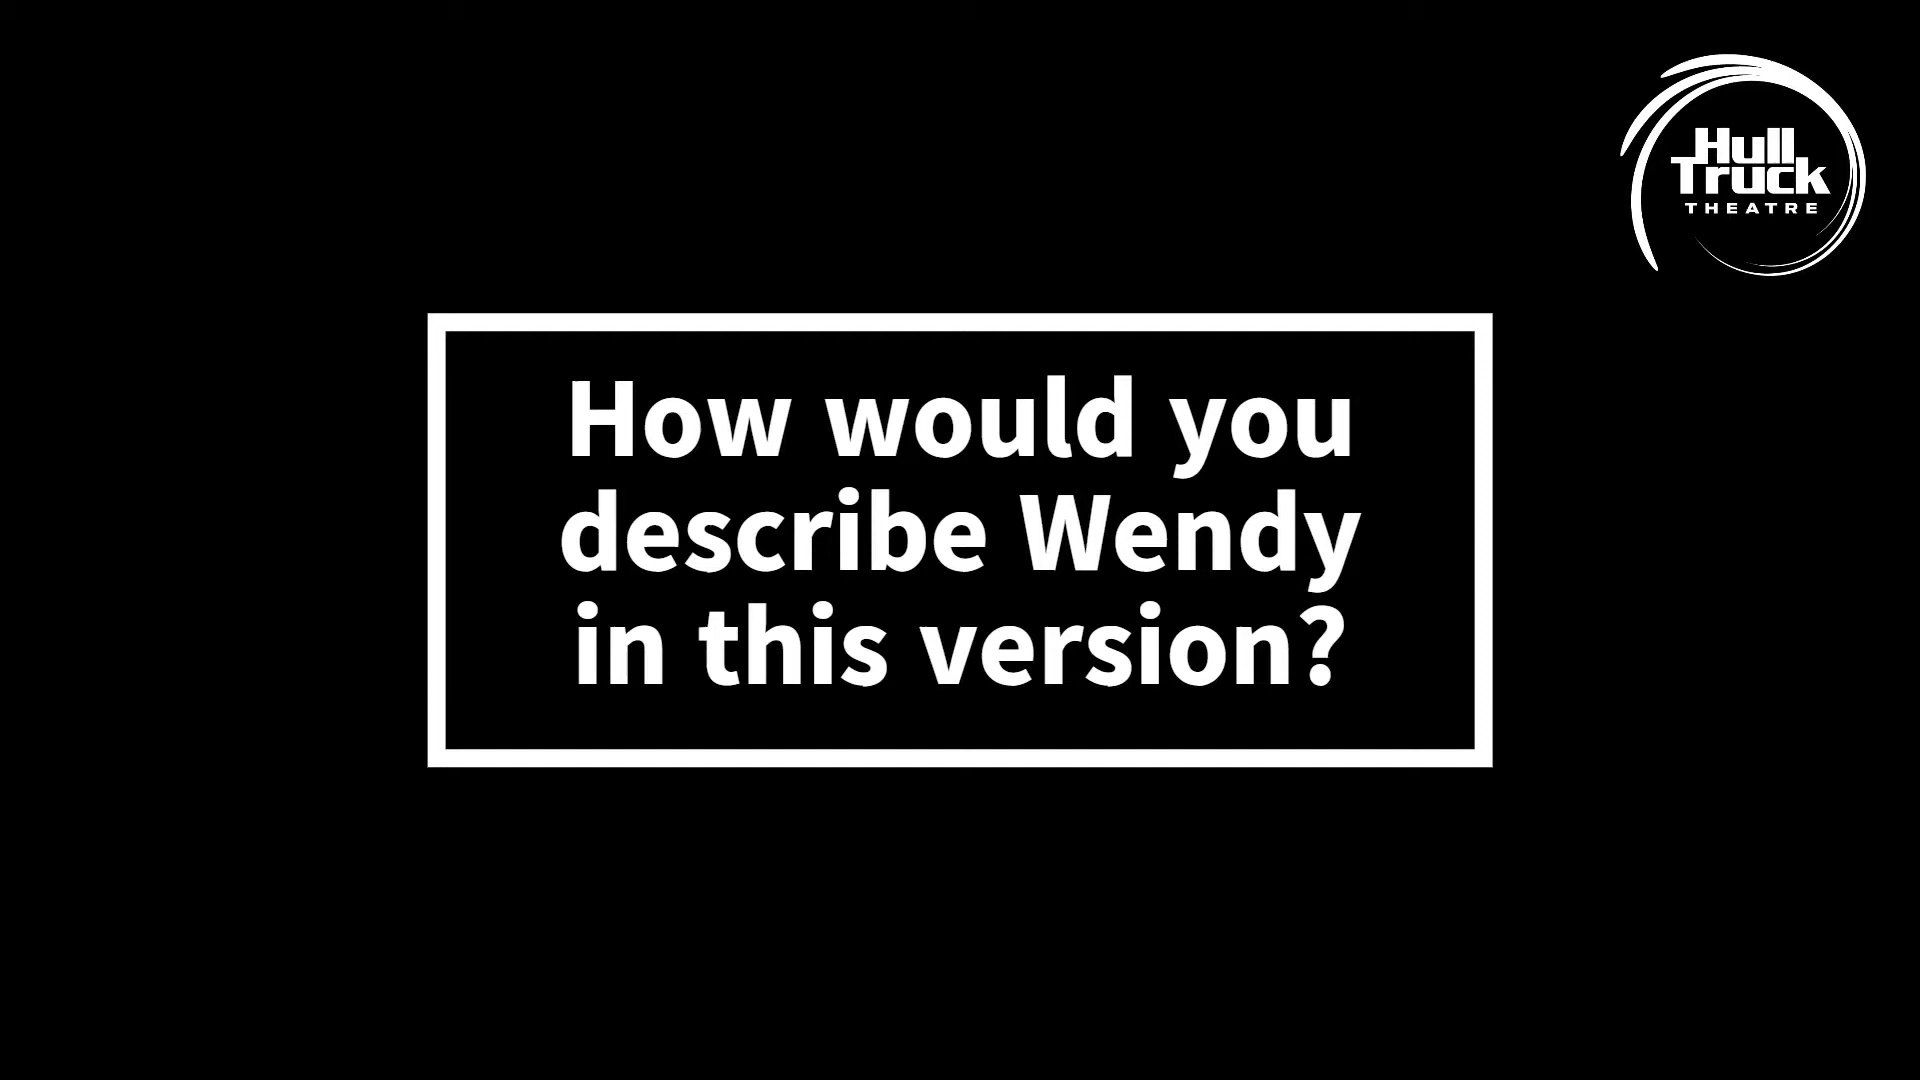 Hull
Truck
THEATRE
How would you
describe Wendy
in this version?